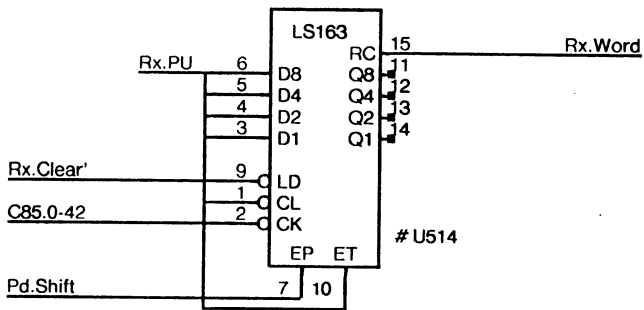 LS163
RC 15 Rx.Word
Rx.PU 6 D8 Q8 11
5 D4 Q4 12
4 D2 Q2 13
3 D1 Q1 14
Rx.Clear' 9 LD
1 CL
C85.0-42 2 CK
# U514
EP ET
Pd.Shift 7 10